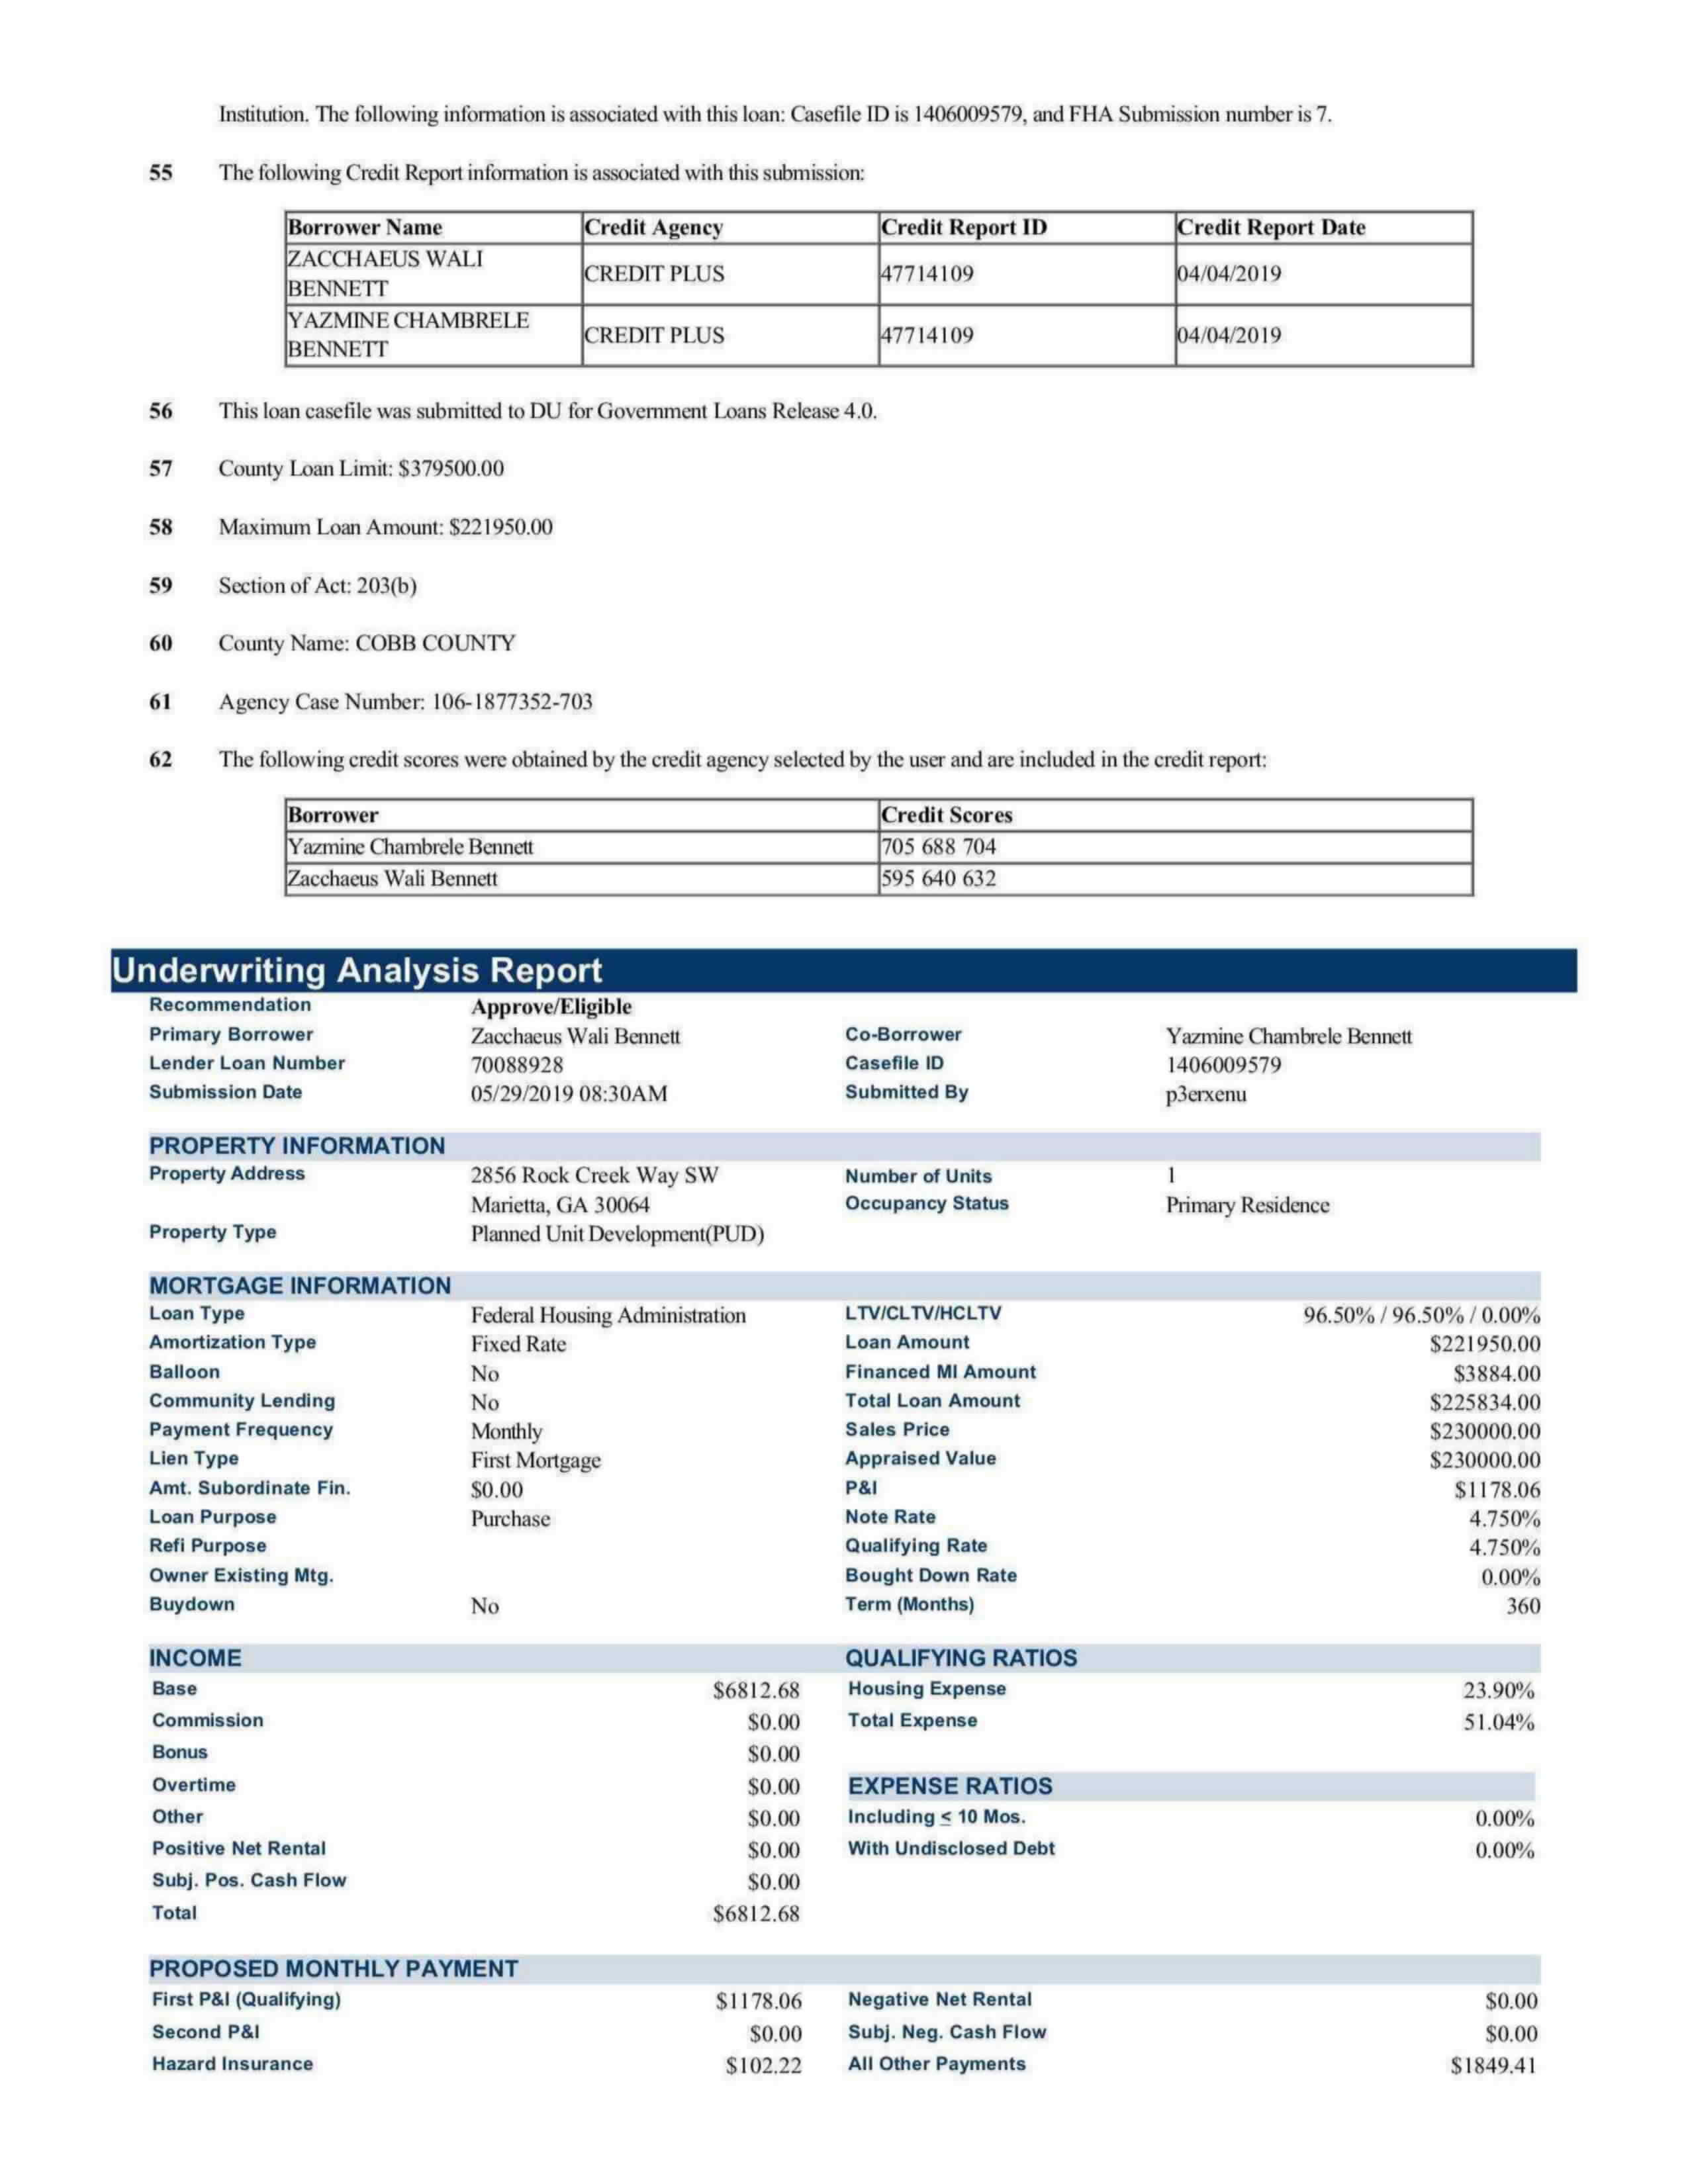 Institution. The following information is associated with this loan: Casefile ID is 1406009579, and FHA Submission number is 7.
55 The following Credit Report information is associated with this submission:
Borrower Name Credit Agency Credit Report ID Credit Report Date
ZACCHAEUS WALI
BENNETT CREDIT PLUS 47714109 04/04/2019
YAZMINE CHAMBRELE
BENNETT CREDIT PLUS 47714109 04/04/2019
56 This loan casefile was submitted to DU for Government Loans Release 4.0.
57 County Loan Limit: $379500.00
58 Maximum Loan Amount: $221950.00
59 Section of Act: 203(b)
60 County Name: COBB COUNTY
61 Agency Case Number: 106-1877352-703
62 The following credit scores were obtained by the credit agency selected by the user and are included in the credit report:
Borrower Credit Scores
Yazmine Chambrele Bennett 705 688 704
Zacchaeus Wali Bennett 595 640 632
Underwriting Analysis Report
Recommendation Approve/Eligible
Primary Borrower Zacchaeus Wali Bennett Co-Borrower Yazmine Chambrele Bennett
Lender Loan Number 70088928 Casefile ID 1406009579
Submission Date 05/29/2019 08:30AM Submitted By p3erxenu
PROPERTY INFORMATION
Property Address 2856 Rock Creek Way SW Number of Units 1
Marietta, GA 30064 Occupancy Status Primary Residence
Property Type Planned Unit Development(PUD)
MORTGAGE INFORMATION
Loan Type Federal Housing Administration LTV/CLTV/HCLTV 96.50% / 96.50% / 0.00%
Amortization Type Fixed Rate Loan Amount $221950.00
Balloon No Financed MI Amount $3884.00
Community Lending No Total Loan Amount $225834.00
Payment Frequency Monthly Sales Price $230000.00
Lien Type First Mortgage Appraised Value $230000.00
Amt. Subordinate Fin. $0.00 P&I $1178.06
Loan Purpose Purchase Note Rate 4.750%
Refi Purpose Qualifying Rate 4.750%
Owner Existing Mtg. Bought Down Rate 0.00%
Buydown No Term (Months) 360
INCOME QUALIFYING RATIOS
Base $6812.68 Housing Expense 23.90%
Commission $0.00 Total Expense 51.04%
Bonus $0.00
Overtime $0.00 EXPENSE RATIOS
Other $0.00 Including ≤ 10 Mos. 0.00%
Positive Net Rental $0.00 With Undisclosed Debt 0.00%
Subj. Pos. Cash Flow $0.00
Total $6812.68
PROPOSED MONTHLY PAYMENT
First P&I (Qualifying) $1178.06 Negative Net Rental $0.00
Second P&I $0.00 Subj. Neg. Cash Flow $0.00
Hazard Insurance $102.22 All Other Payments $1849.41